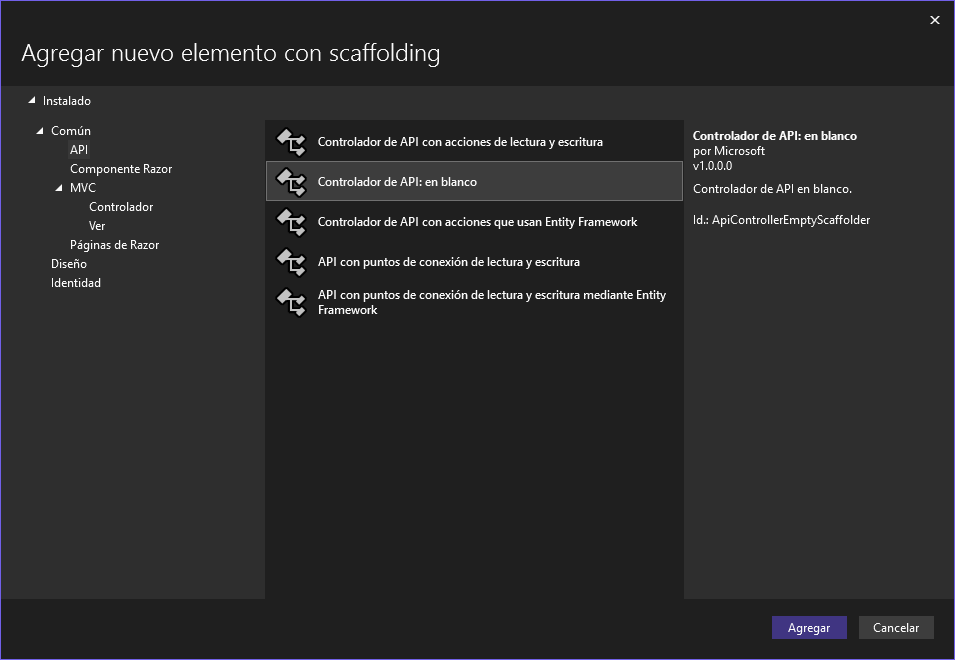 Agregar nuevo elemento con scaffolding
Instalado
Común
API
Componente Razor
MVC
Controlador
Ver
Páginas de Razor
Diseño
Identidad
Controlador de API con acciones de lectura y escritura
Controlador de API: en blanco
Controlador de API con acciones que usan Entity Framework
API con puntos de conexión de lectura y escritura
API con puntos de conexión de lectura y escritura mediante Entity
Framework
Controlador de API: en blanco
por Microsoft
v1.0.0.0
Controlador de API en blanco.
Id.: ApiControllerEmptyScaffolder
Agregar
Cancelar